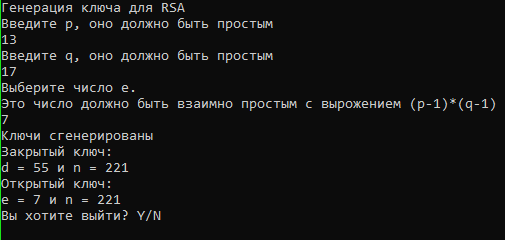 Генерация ключа для RSA
Введите p, оно должно быть простым
13
Введите q, оно должно быть простым
17
Выберите число e.
Это число должно быть взаимно простым с вырожением (p-1)*(q-1)
7
Ключи сгенерированы
Закрытый ключ:
d = 55 и n = 221
Открытый ключ:
e = 7 и n = 221
Вы хотите выйти? Y/N